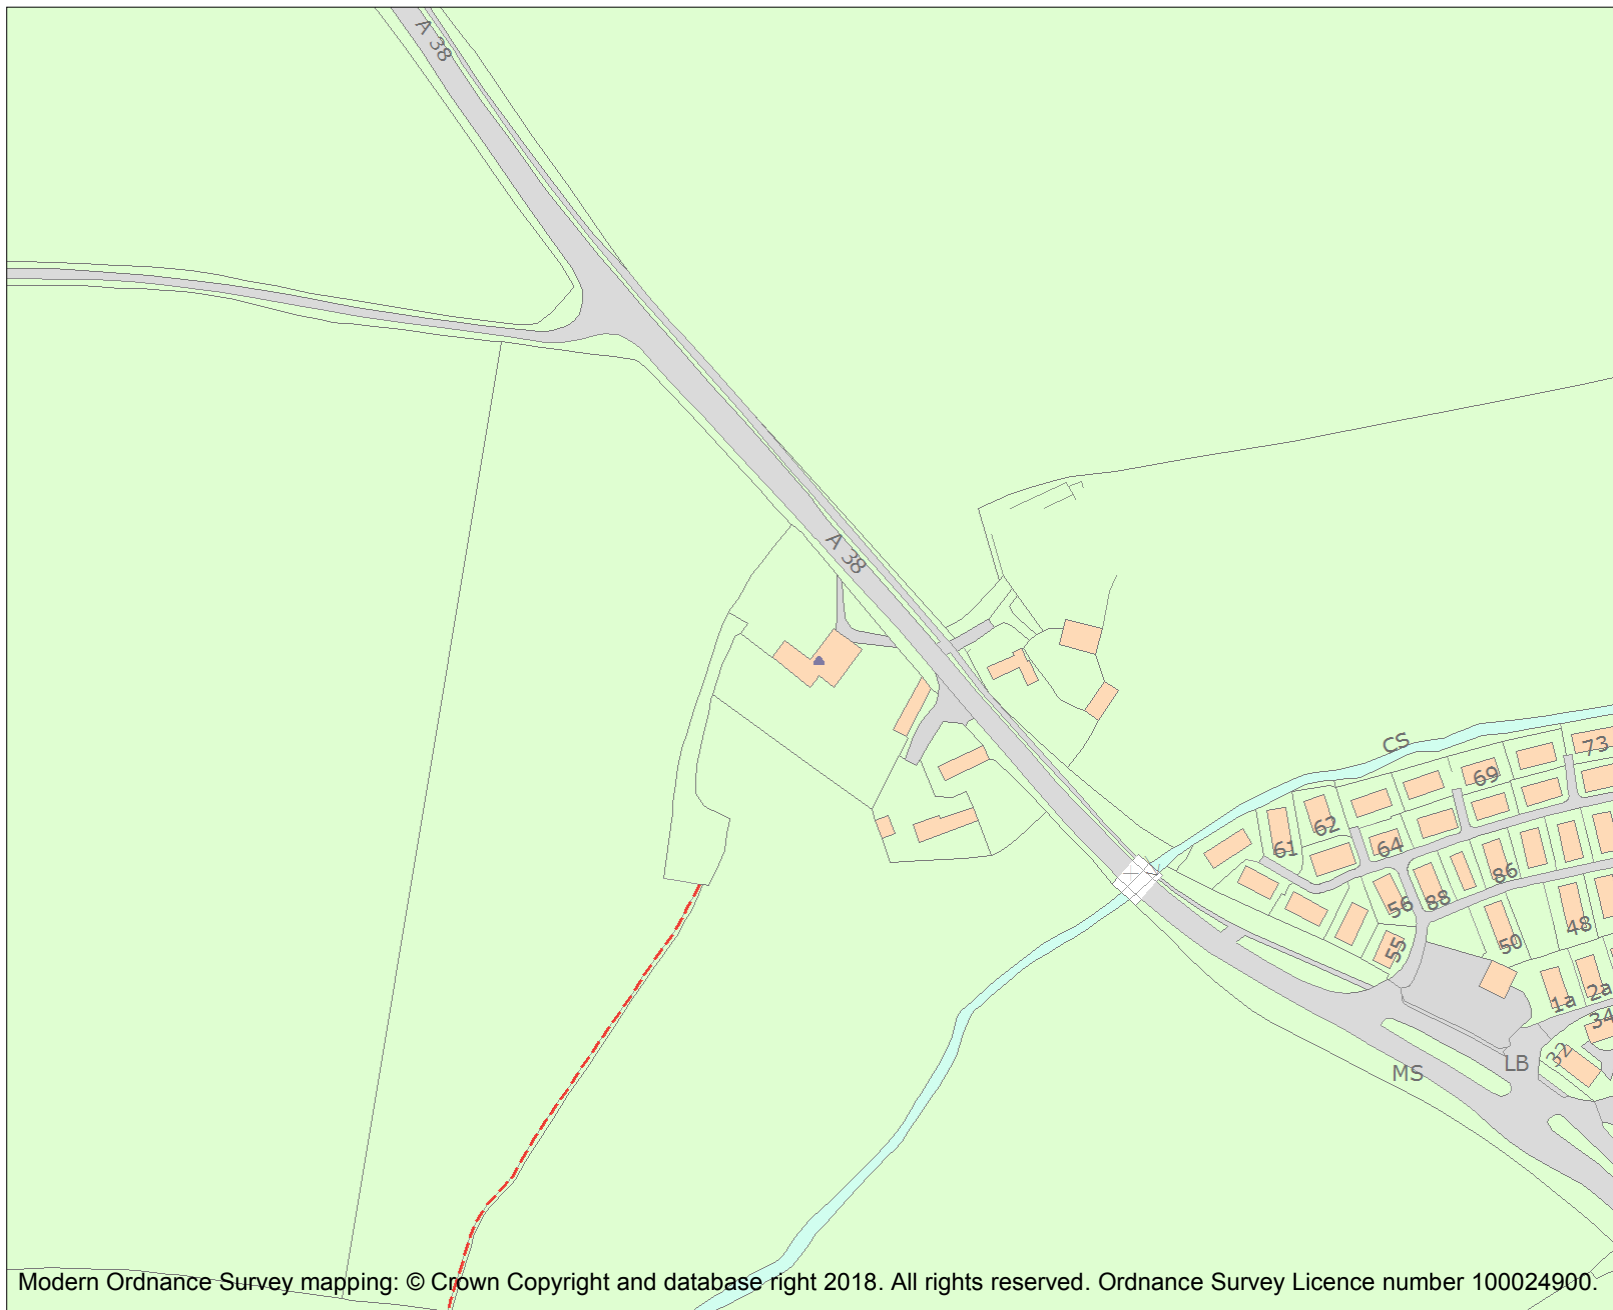 A 38
A 38
CS
73
69
62
61
64
86
56
88
48
50
55
1a
2a
34
32
LB
MS
Modern Ordnance Survey mapping: © Crown Copyright and database right 2018. All rights reserved. Ordnance Survey Licence number 100024900.